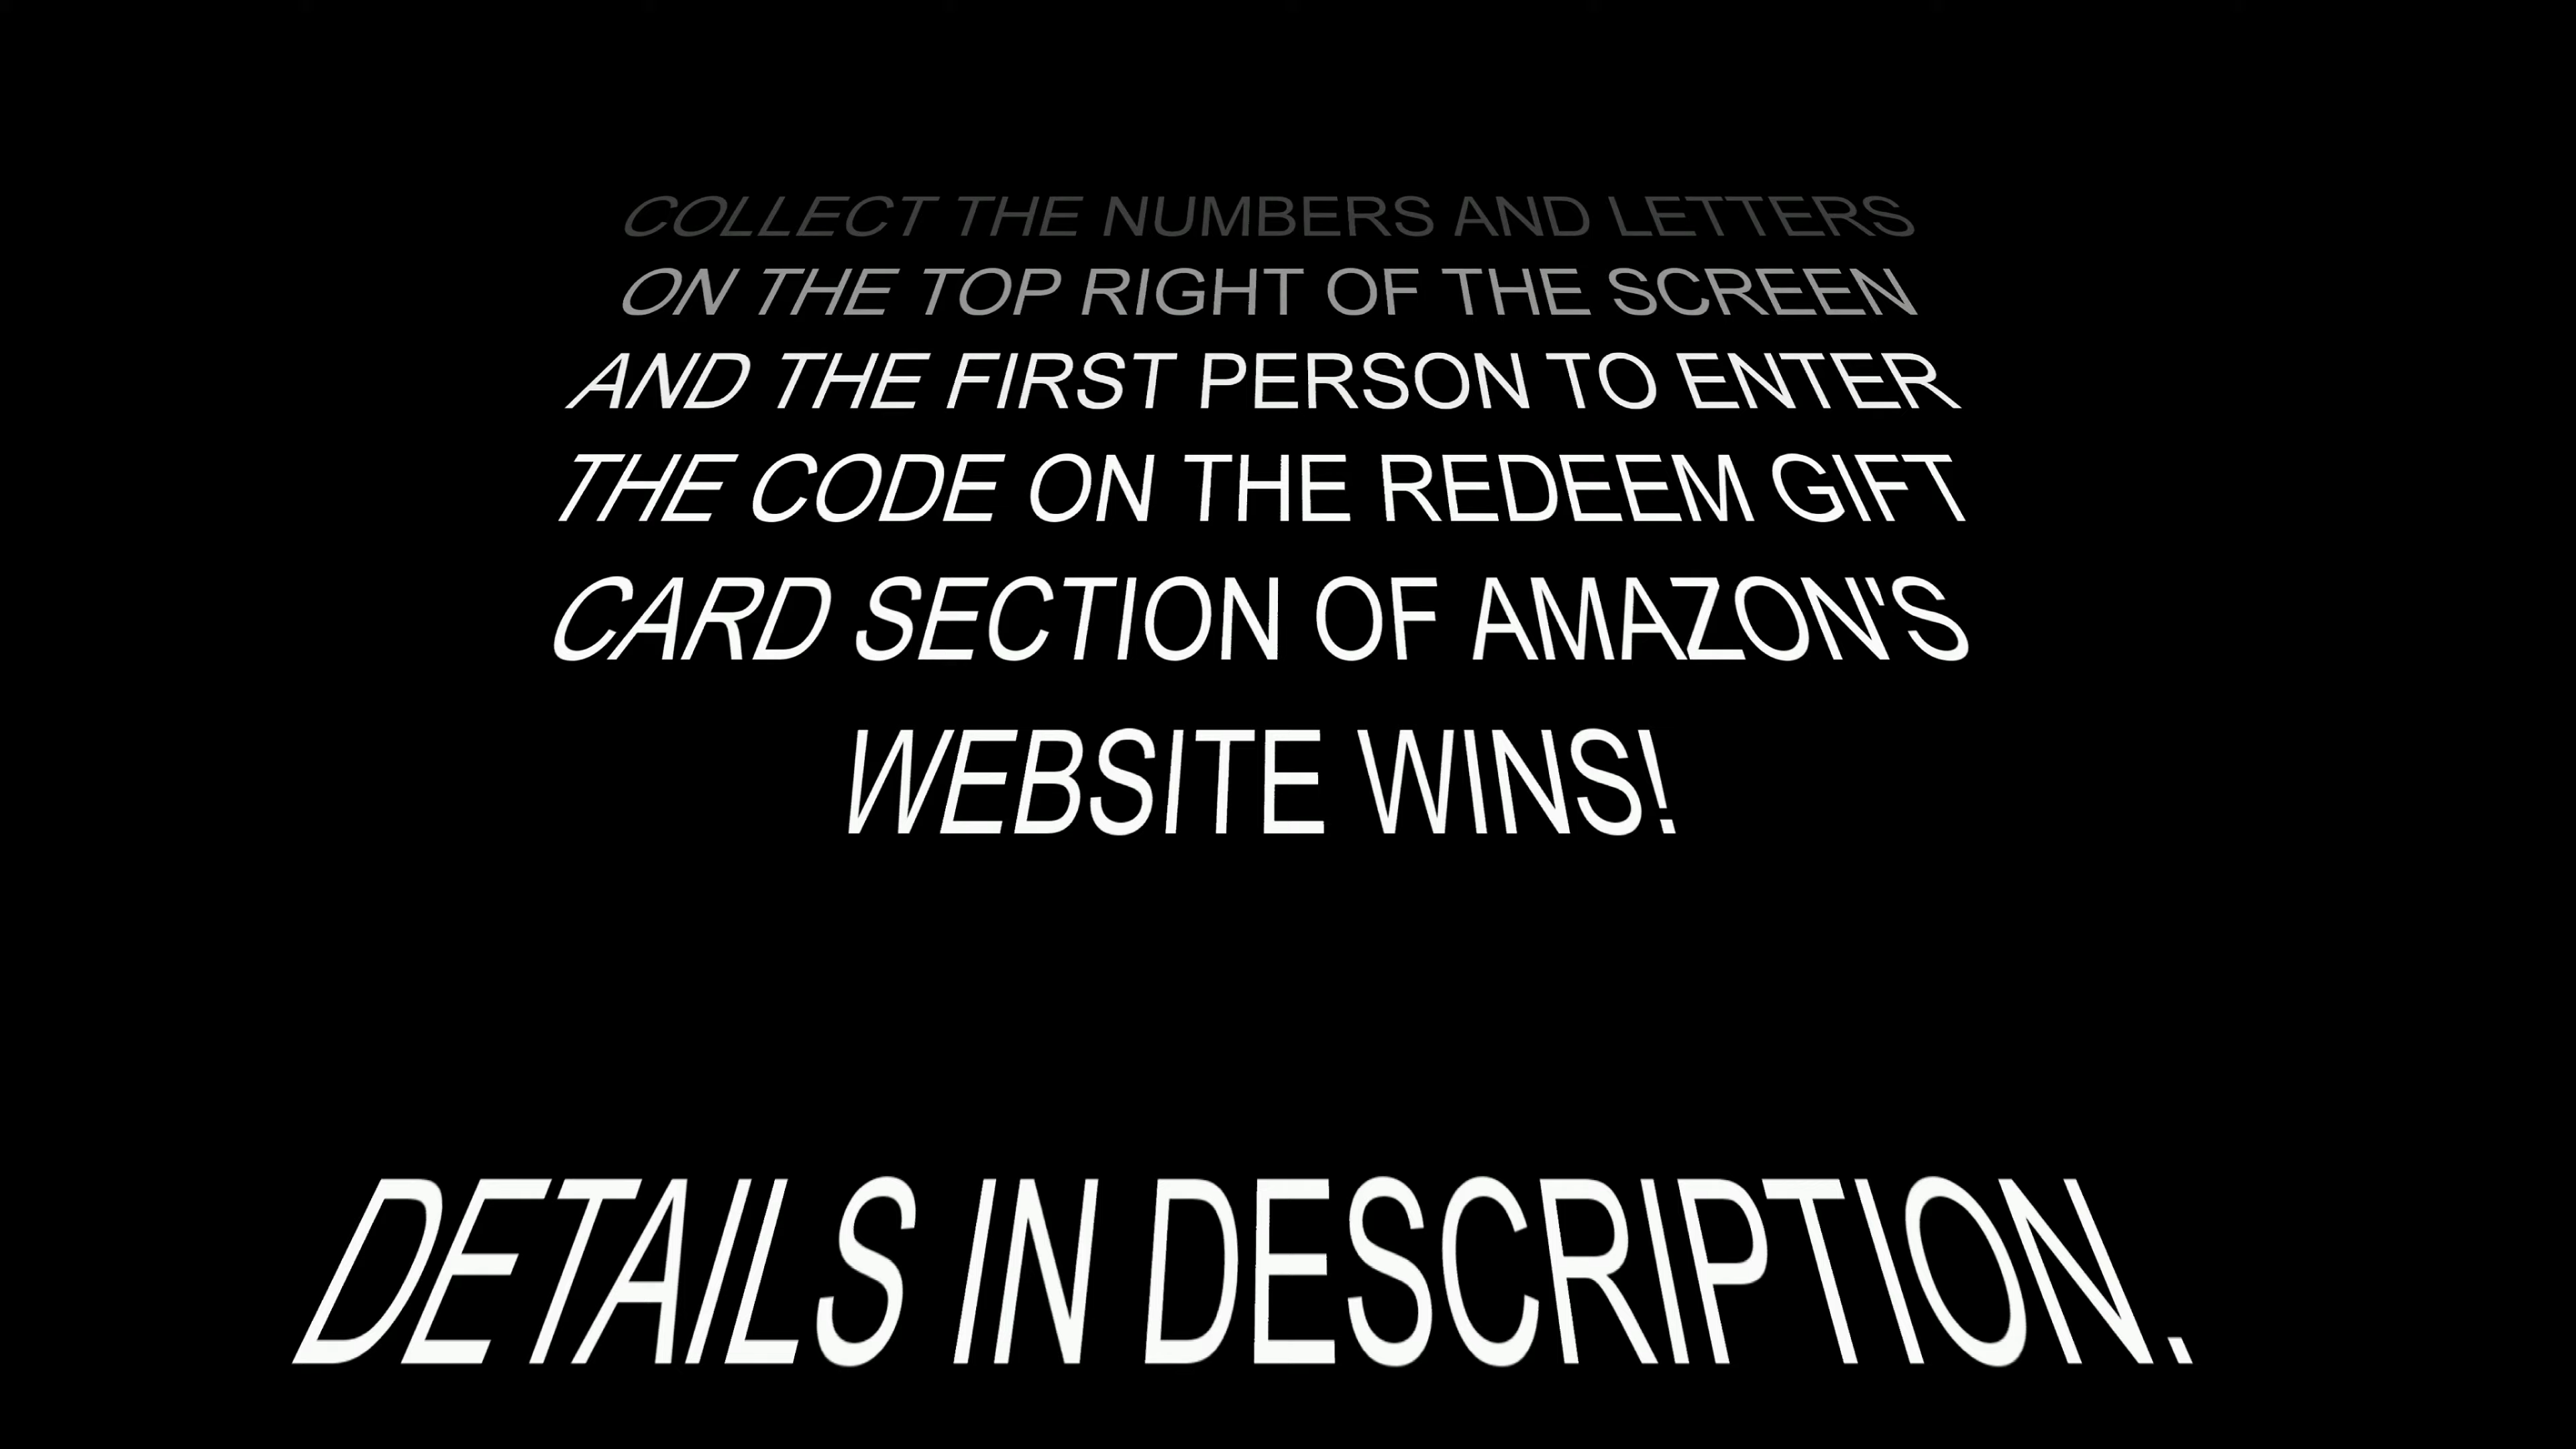 COLLECT THE NUMBERS AND LETTERS
ON THE TOP RIGHT OF THE SCREEN
AND THE FIRST PERSON TO ENTER
THE CODE ON THE REDEEM GIFT
CARD SECTION OF AMAZON'S
WEBSITE WINS!
DETAILS IN DESCRIPTION.